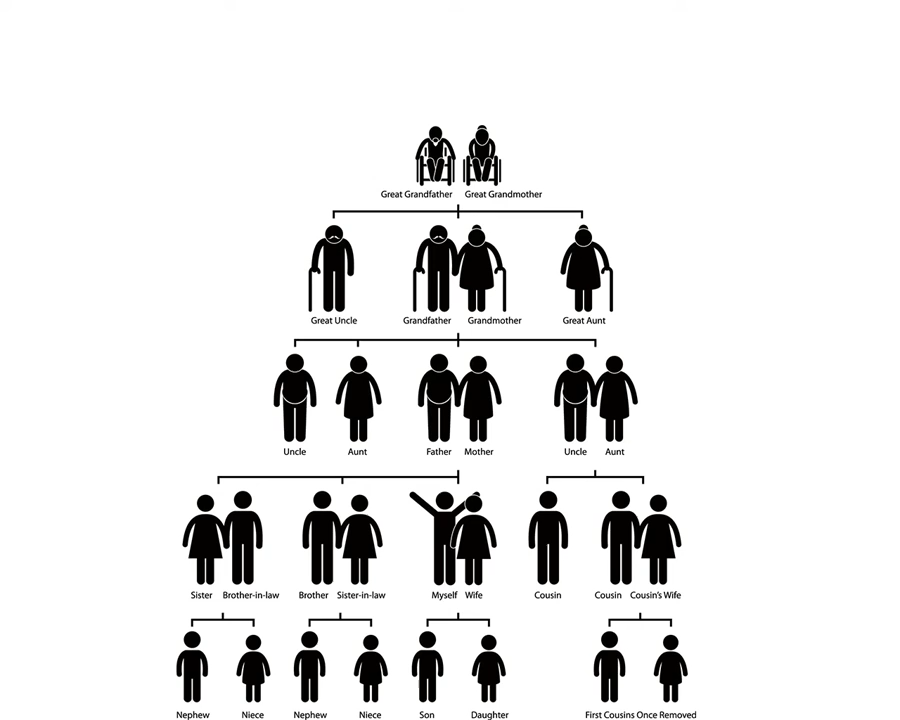 Great Grandfather Great Grandmother
Great Uncle Grandfather Grandmother Great Aunt
Uncle Aunt Father Mother Uncle Aunt
Sister Brother-in-law Brother Sister-in-law Myself Wife Cousin Cousin Cousin's Wife
Nephew Niece Nephew Niece Son Daughter First Cousins Once Removed